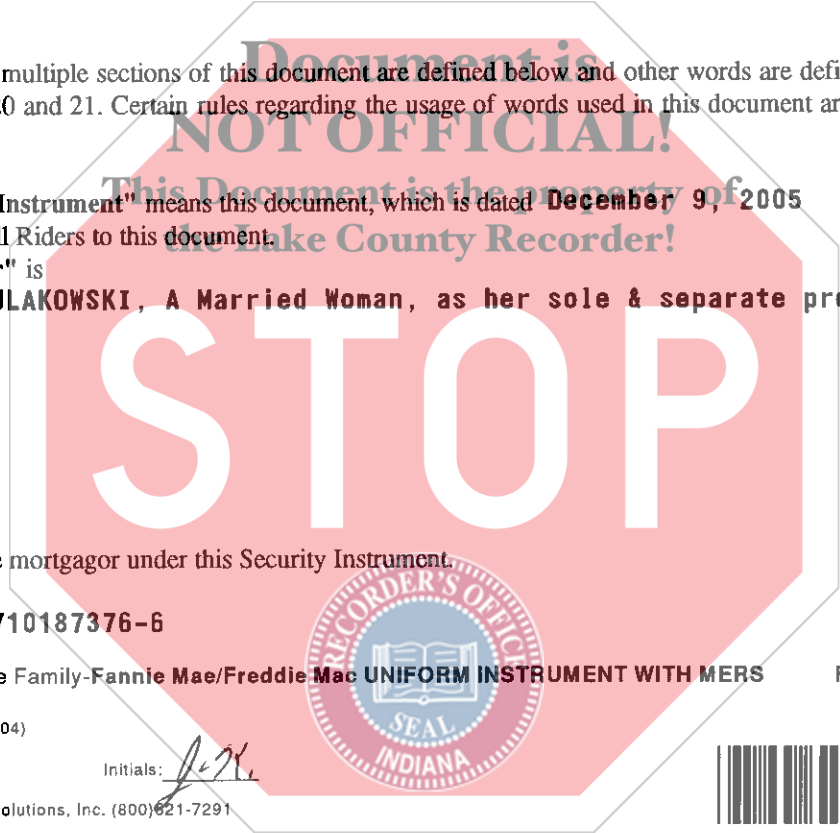 Document is
multiple sections of this document are defined below and other words are defi
0 and 21. Certain rules regarding the usage of words used in this document ar
NOT OFFICIAL!
This Document is the property of
Instrument" means this document, which is dated December 9, 2005
l Riders to this document.
the Lake County Recorder!
" is
LAKOWSKI, A Married Woman, as her sole & separate pr
STOP
mortgagor under this Security Instrument.
710187376-6
e Family-Fannie Mae/Freddie Mac UNIFORM INSTRUMENT WITH MERS
04)
RECORDER'S OFFIC
SEAL
INDIANA
Initials:
olutions, Inc. (800)621-7291